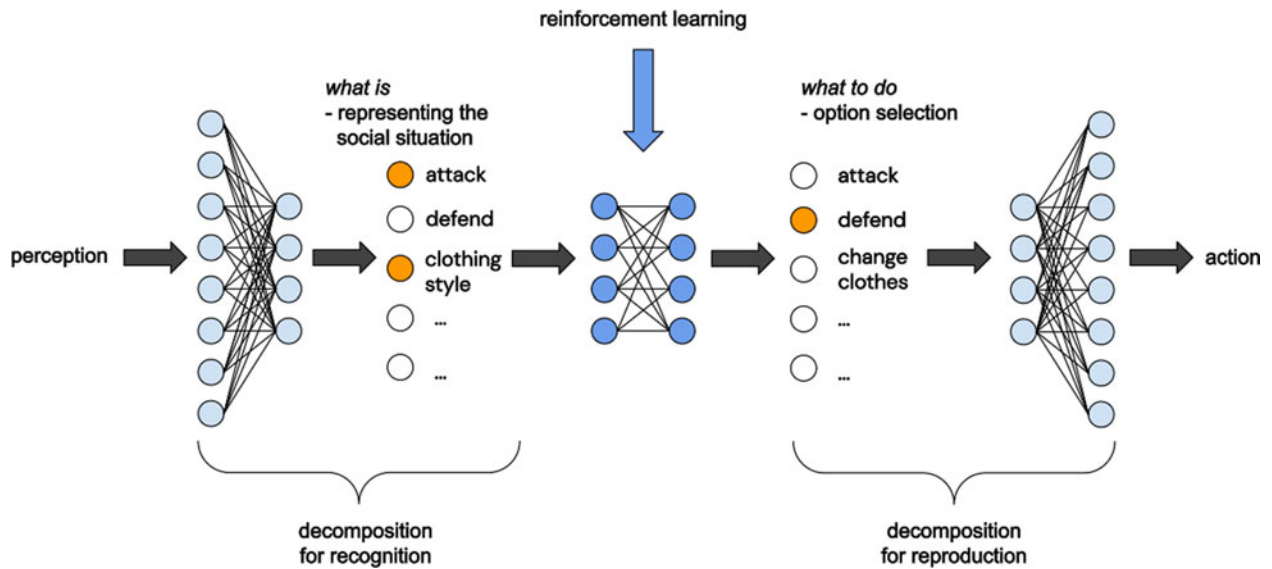 reinforcement learning
what is
- representing the
social situation
attack
defend
clothing
style
...
...
what to do
- option selection
attack
defend
change
clothes
...
...
perception
action
decomposition
for recognition
decomposition
for reproduction